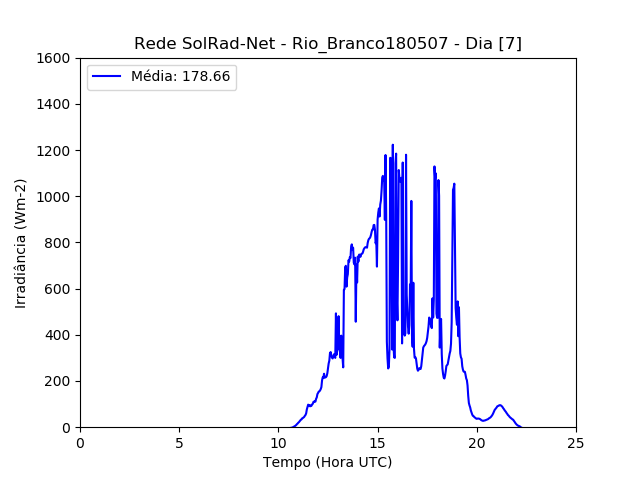 Rede SolRad-Net - Rio_Branco180507 - Dia [7]
Média: 178.66
Irradiância (Wm-2)
1600
1400
1200
1000
800
600
400
200
0
0 5 10 15 20 25
Tempo (Hora UTC)